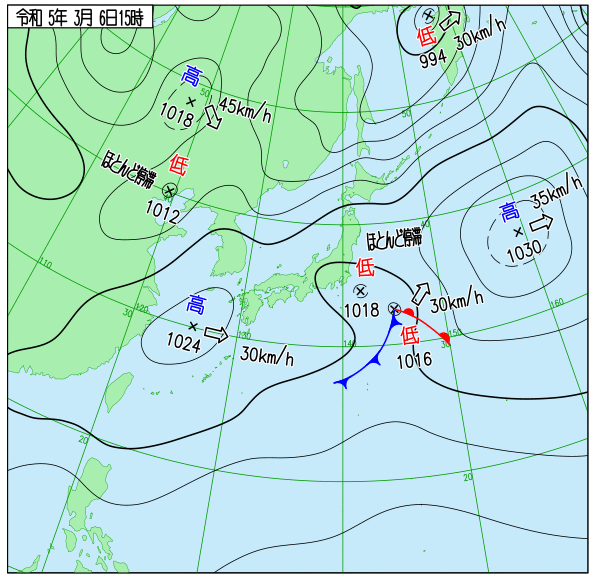 令和 5年 3月 6日15時
低
994 30km/h
高
50
1018 45km/h
50
ほとんど停滞
低
1012
高 35km/h
1030
40
ほとんど停滞
低
1018
30km/h
160
110
120
30
高
1024
30km/h
130
140
150
30
低
1016
20
20